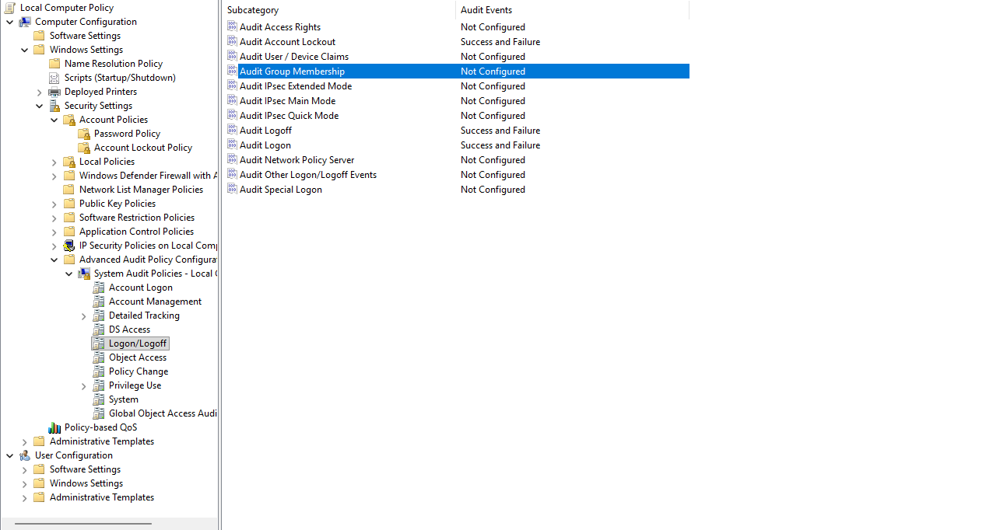 Local Computer Policy
Computer Configuration
Software Settings
Windows Settings
Name Resolution Policy
Scripts (Startup/Shutdown)
Deployed Printers
Security Settings
Account Policies
Password Policy
Account Lockout Policy
Local Policies
Windows Defender Firewall with A
Network List Manager Policies
Public Key Policies
Software Restriction Policies
Application Control Policies
IP Security Policies on Local Comp
Advanced Audit Policy Configura
System Audit Policies - Local C
Account Logon
Account Management
Detailed Tracking
DS Access
Logon/Logoff
Object Access
Policy Change
Privilege Use
System
Global Object Access Audi
Policy-based QoS
Administrative Templates
User Configuration
Software Settings
Windows Settings
Administrative Templates
Subcategory Audit Events
Audit Access Rights Not Configured
Audit Account Lockout Success and Failure
Audit User / Device Claims Not Configured
Audit Group Membership Not Configured
Audit IPsec Extended Mode Not Configured
Audit IPsec Main Mode Not Configured
Audit IPsec Quick Mode Not Configured
Audit Logoff Success and Failure
Audit Logon Success and Failure
Audit Network Policy Server Not Configured
Audit Other Logon/Logoff Events Not Configured
Audit Special Logon Not Configured